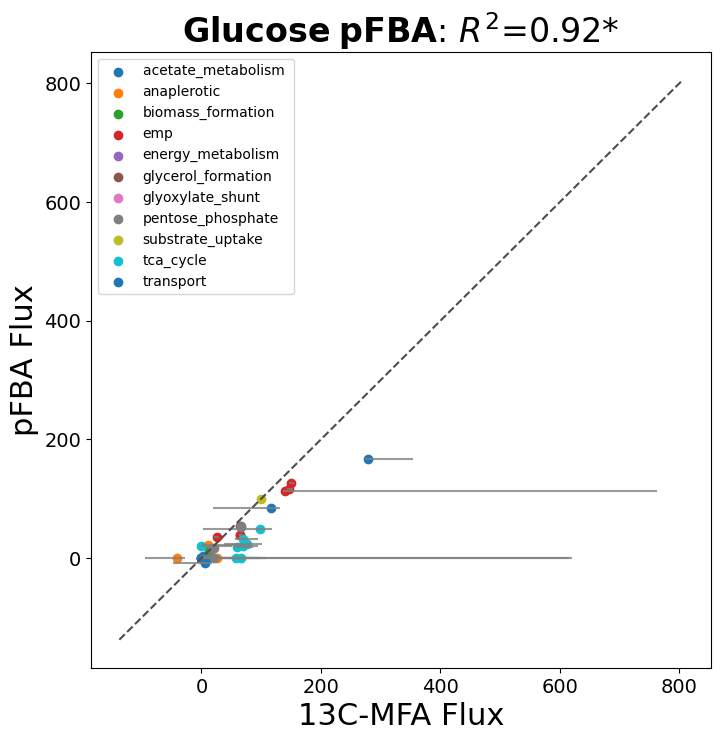 Glucose pFBA: R²=0.92*
acetate_metabolism
anaplerotic
biomass_formation
emp
energy_metabolism
glycerol_formation
glyoxylate_shunt
pentose_phosphate
substrate_uptake
tca_cycle
transport
pFBA Flux
800
600
400
200
0
0 200 400 600 800
13C-MFA Flux